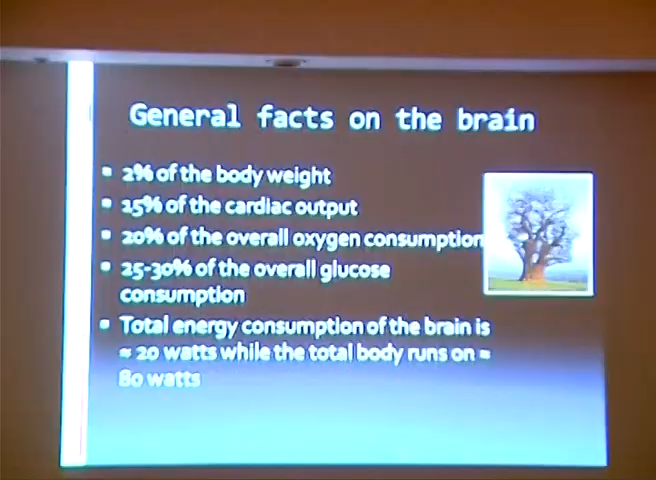 General facts on the brain
▪ 2% of the body weight
▪ 15% of the cardiac output
▪ 20% of the overall oxygen consumption
▪ 25-30% of the overall glucose
consumption
▪ Total energy consumption of the brain is
≈ 20 watts while the total body runs on ≈
80 watts